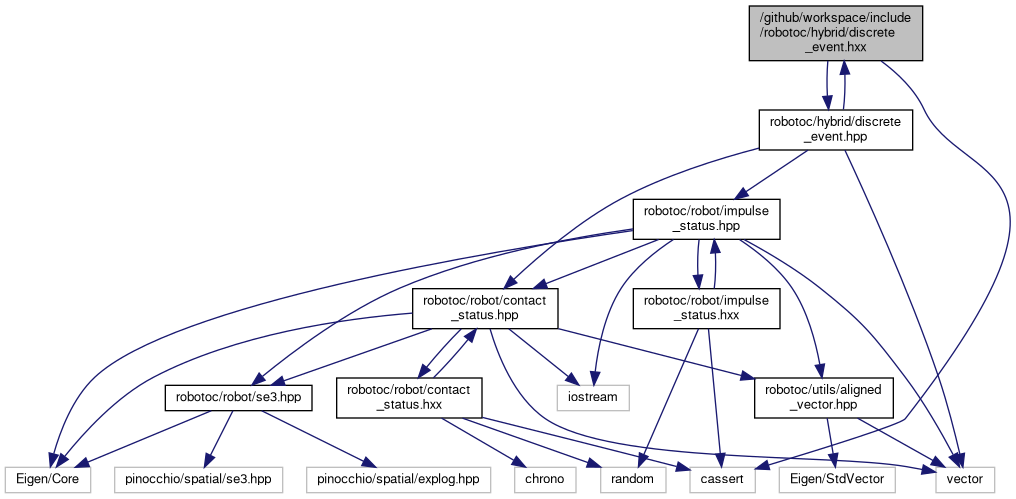 /github/workspace/include
/robotoc/hybrid/discrete
_event.hxx
robotoc/hybrid/discrete
_event.hpp
robotoc/robot/impulse
_status.hpp
robotoc/robot/contact
_status.hpp
robotoc/robot/impulse
_status.hxx
robotoc/robot/se3.hpp
robotoc/robot/contact
_status.hxx
iostream
robotoc/utils/aligned
_vector.hpp
Eigen/Core
pinocchio/spatial/se3.hpp
pinocchio/spatial/explog.hpp
chrono
random
cassert
Eigen/StdVector
vector